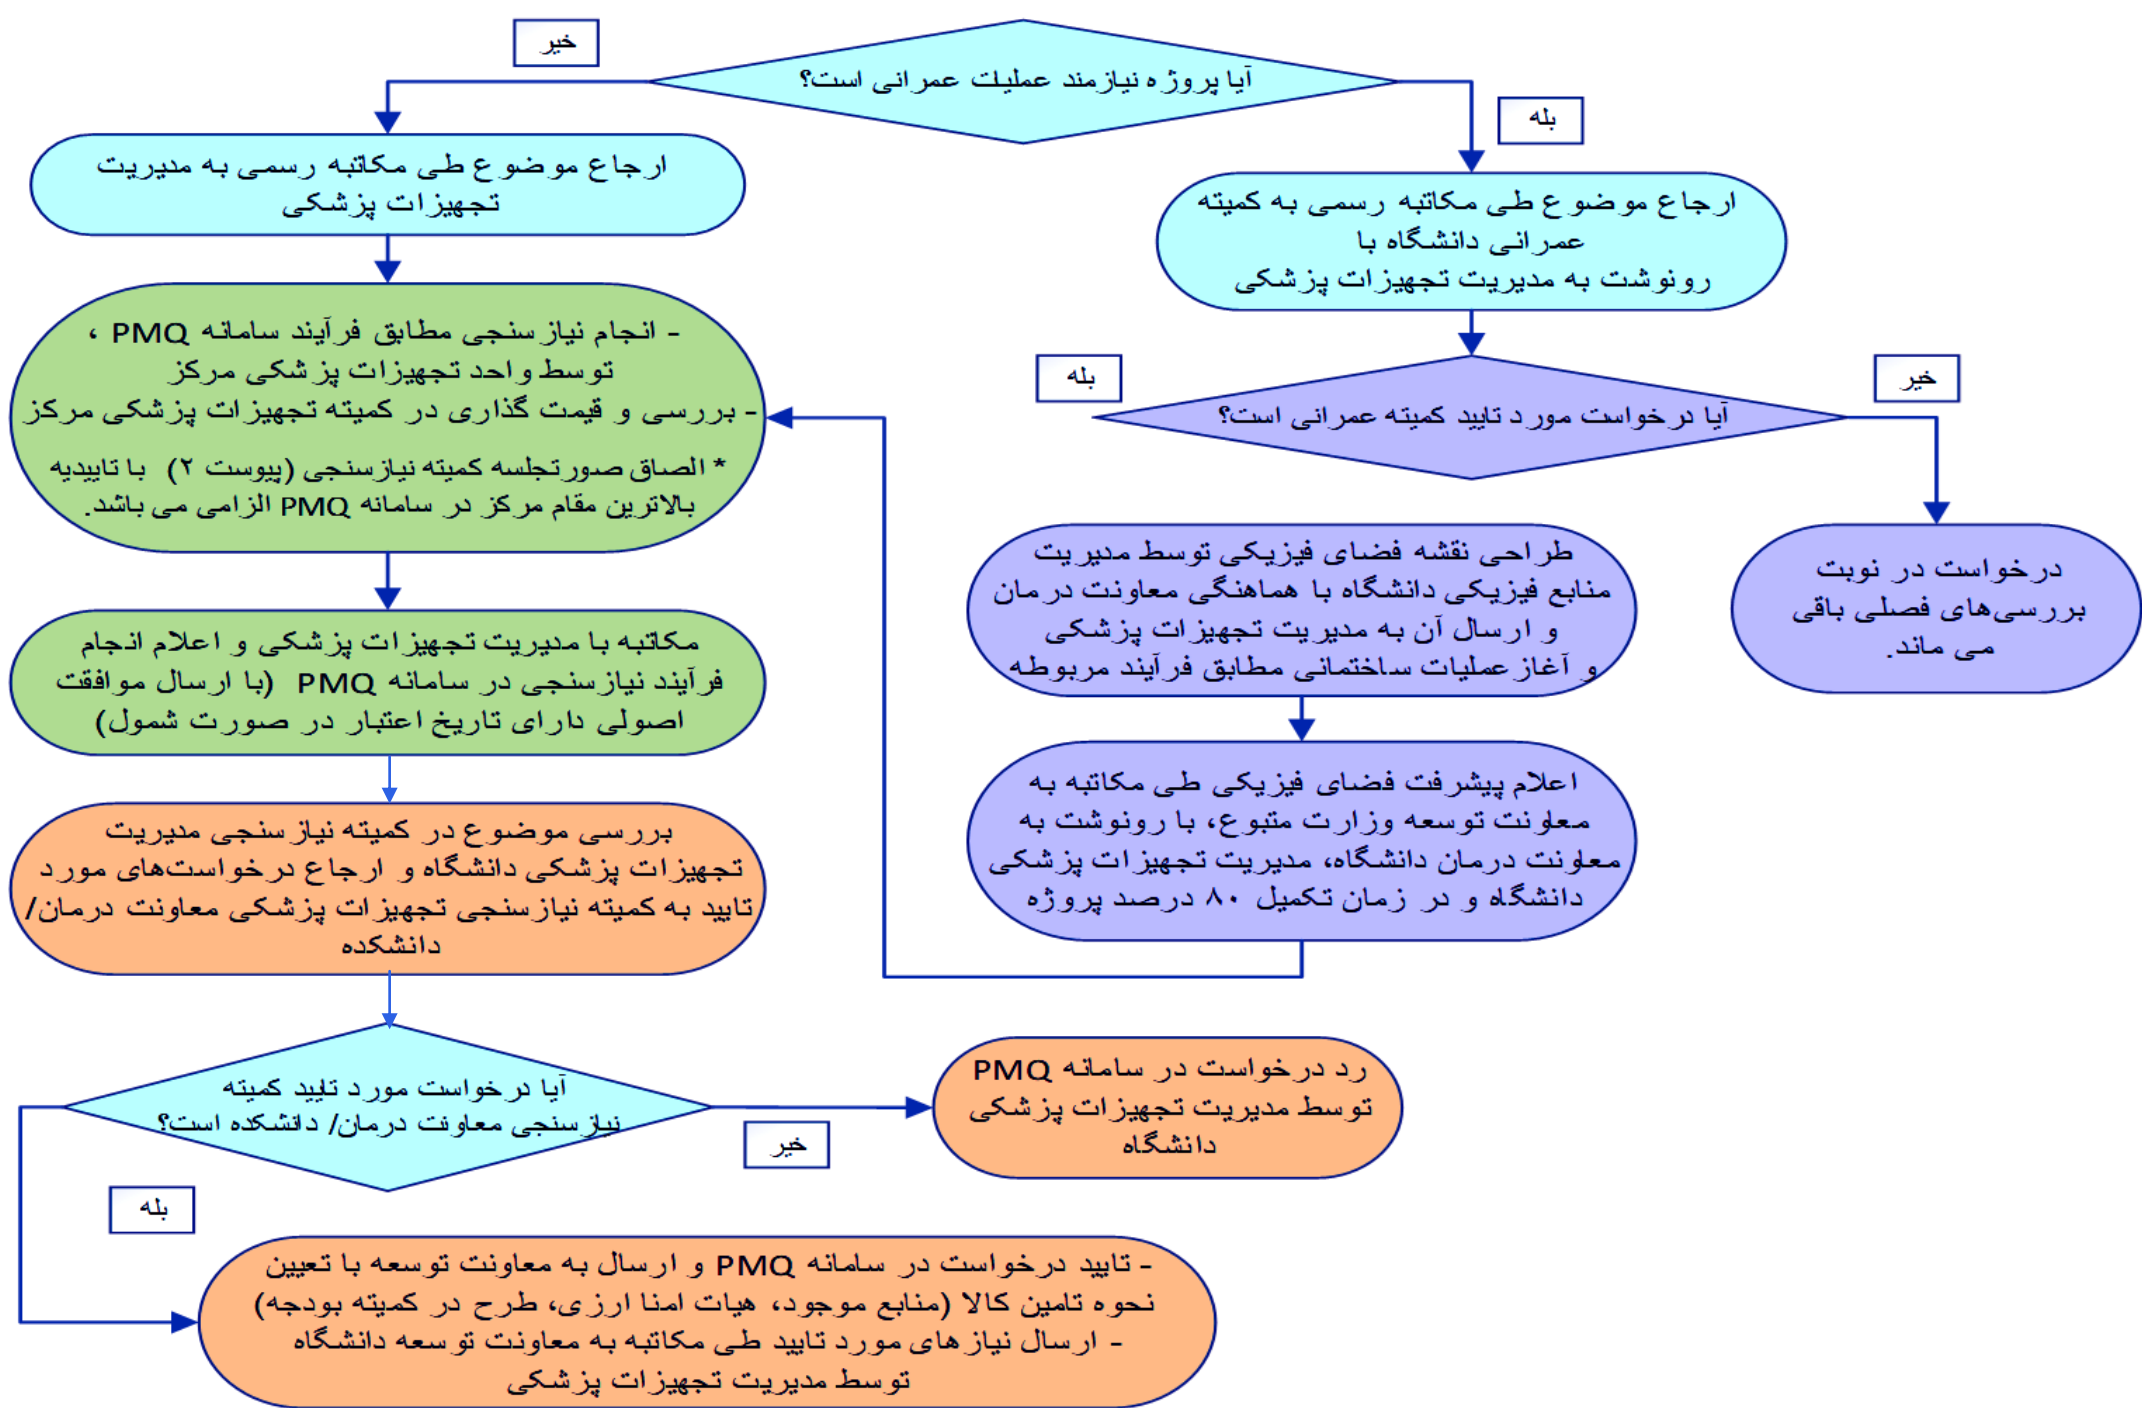 آیا پروژه نیازمند عملیات عمرانی است؟
خیر
بله
ارجاع موضوع طی مکاتبه رسمی به مدیریت
تجهیزات پزشکی
ارجاع موضوع طی مکاتبه رسمی به کمیته
عمرانی دانشگاه با
رونوشت به مدیریت تجهیزات پزشکی
آیا درخواست مورد تایید کمیته عمرانی است؟
خیر
بله
درخواست در نوبت
بررسی‌های فصلی باقی
می ماند.
طراحی نقشه فضای فیزیکی توسط مدیریت
منابع فیزیکی دانشگاه با هماهنگی معاونت درمان
و ارسال آن به مدیریت تجهیزات پزشکی
و آغاز عملیات ساختمانی مطابق فرآیند مربوطه
اعلام پیشرفت فضای فیزیکی طی مکاتبه به
معاونت توسعه وزارت متبوع، با رونوشت به
معاونت درمان دانشگاه، مدیریت تجهیزات پزشکی
دانشگاه و در زمان تکمیل ۸۰ درصد پروژه
- انجام نیازسنجی مطابق فرآیند سامانه PMQ ،
توسط واحد تجهیزات پزشکی مرکز
- بررسی و قیمت گذاری در کمیته تجهیزات پزشکی مرکز
* الصاق صورتجلسه کمیته نیازسنجی (پیوست ۲) با تاییدیه
بالاترین مقام مرکز در سامانه PMQ الزامی می باشد.
مکاتبه با مدیریت تجهیزات پزشکی و اعلام انجام
فرآیند نیازسنجی در سامانه PMQ (با ارسال موافقت
اصولی دارای تاریخ اعتبار در صورت شمول)
بررسی موضوع در کمیته نیازسنجی مدیریت
تجهیزات پزشکی دانشگاه و ارجاع درخواست‌های مورد
تایید به کمیته نیازسنجی تجهیزات پزشکی معاونت درمان/
دانشکده
آیا درخواست مورد تایید کمیته
نیازسنجی معاونت درمان/ دانشکده است؟
خیر
رد درخواست در سامانه PMQ
توسط مدیریت تجهیزات پزشکی
دانشگاه
بله
- تایید درخواست در سامانه PMQ و ارسال به معاونت توسعه با تعیین
نحوه تامین کالا (منابع موجود، هیات امنا ارزی، طرح در کمیته بودجه)
- ارسال نیازهای مورد تایید طی مکاتبه به معاونت توسعه دانشگاه
توسط مدیریت تجهیزات پزشکی